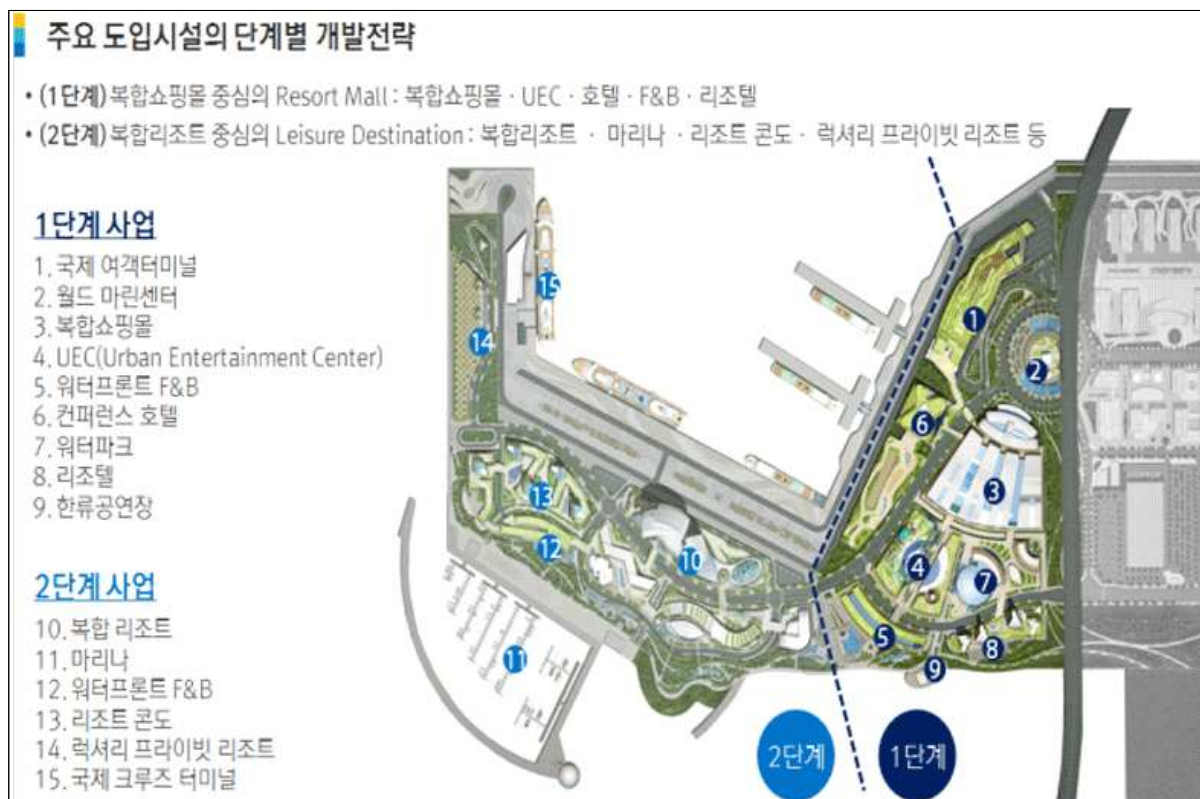 주요 도입시설의 단계별 개발전략
• (1단계) 복합쇼핑몰 중심의 Resort Mall : 복합쇼핑몰 · UEC · 호텔 · F&B · 리조텔
• (2단계) 복합리조트 중심의 Leisure Destination : 복합리조트 · 마리나 · 리조트 콘도 · 럭셔리 프라이빗 리조트 등
1단계 사업
1. 국제 여객터미널
2. 월드 마린센터
3. 복합쇼핑몰
4. UEC(Urban Entertainment Center)
5. 워터프론트 F&B
6. 컨퍼런스 호텔
7. 워터파크
8. 리조텔
9. 한류공연장
2단계 사업
10. 복합 리조트
11. 마리나
12. 워터프론트 F&B
13. 리조트 콘도
14. 럭셔리 프라이빗 리조트
15. 국제 크루즈 터미널
15
14
1
2
6
3
13
12
10
4
7
11
5
8
9
2단계
1단계